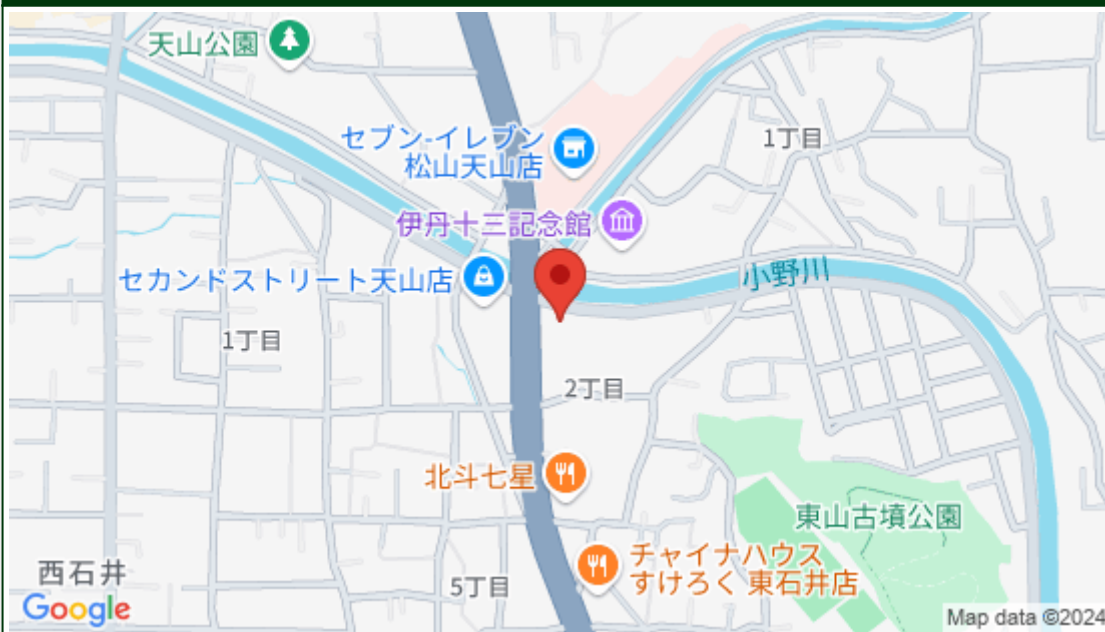 天山公園
セブン-イレブン
松山天山店
1丁目
伊丹十三記念館
セカンドストリート天山店
小野川
1丁目
2丁目
北斗七星
東山古墳公園
チャイナハウス
すけろく 東石井店
西石井
5丁目
Google
Map data ©2024